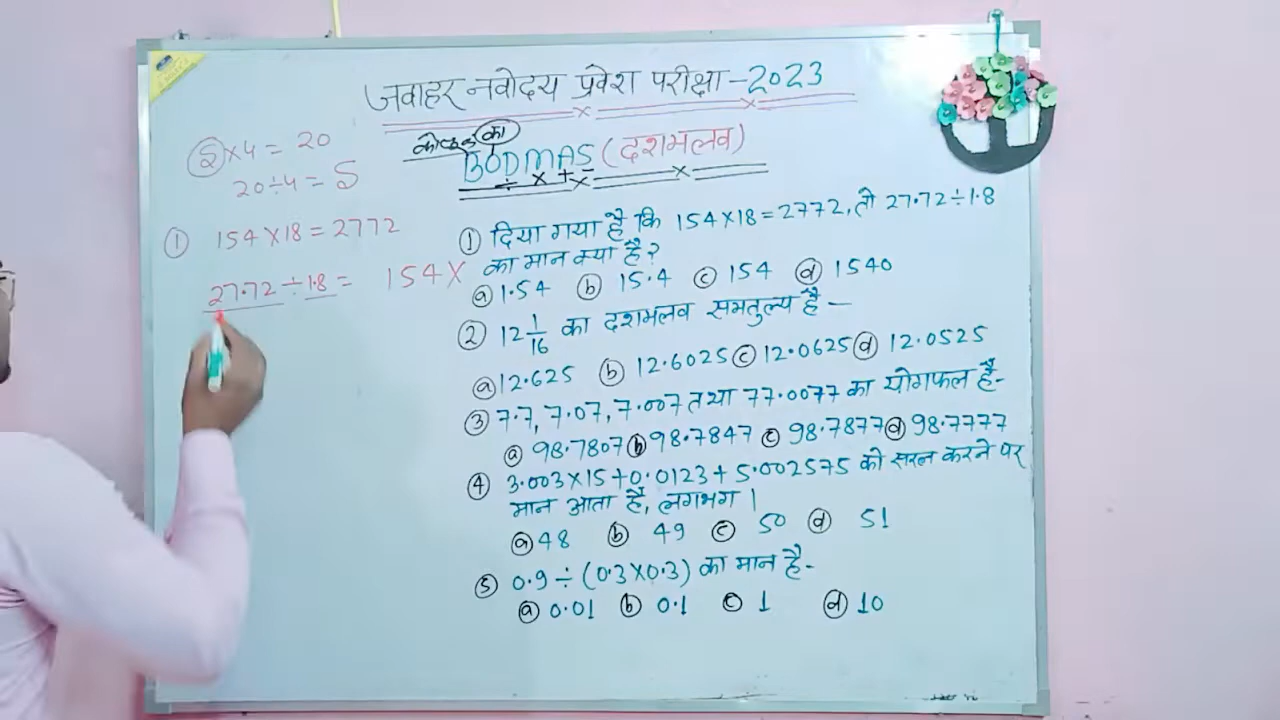 जवाहर नवोदय प्रवेश परीक्षा-2023
कोष्ठक का
BODMAS (दशमलव)
÷ × + -
5×4 = 20
20÷4 = 5
① 154×18 = 2772
27.72 ÷ 1.8 = 154×
① दिया गया है कि 154×18=2772, तो 27.72÷1.8
का मान क्या है?
ⓐ 1.54 ⓑ 15.4 ⓒ 154 ⓓ 1540
② 12 1/16 का दशमलव समतुल्य है —
ⓐ 12.625 ⓑ 12.6025 ⓒ 12.0625 ⓓ 12.0525
③ 7.7, 7.07, 7.007 तथा 77.0077 का योगफल है-
ⓐ 98.7807 ⓑ 98.7847 ⓒ 98.7877 ⓓ 98.7777
④ 3.003×15+0.0123+5.002575 को सरल करने पर
मान आता है, लगभग।
ⓐ 48 ⓑ 49 ⓒ 50 ⓓ 51
⑤ 0.9÷(0.3×0.3) का मान है-
ⓐ 0.01 ⓑ 0.1 ⓒ 1 ⓓ 10